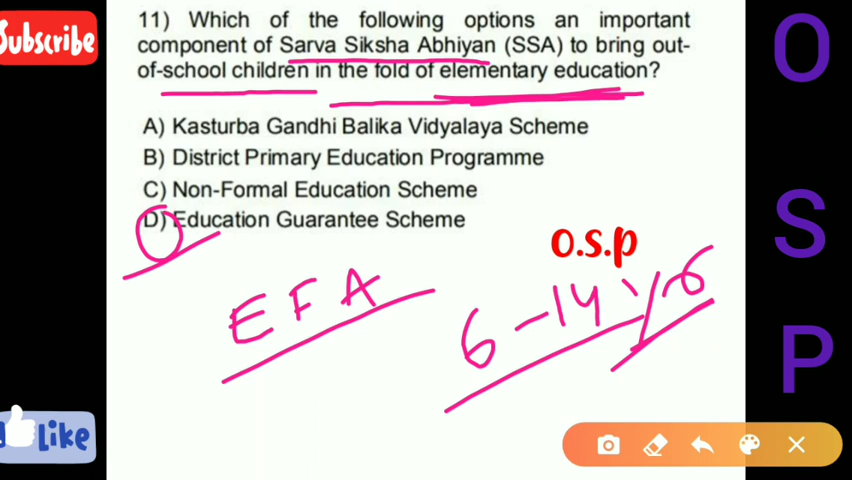 Subscribe
11) Which of the following options an important
component of Sarva Siksha Abhiyan (SSA) to bring out-
of-school children in the fold of elementary education?
A) Kasturba Gandhi Balika Vidyalaya Scheme
B) District Primary Education Programme
C) Non-Formal Education Scheme
D) Education Guarantee Scheme
o.s.p
EFA
6-14
Like
O
S
P